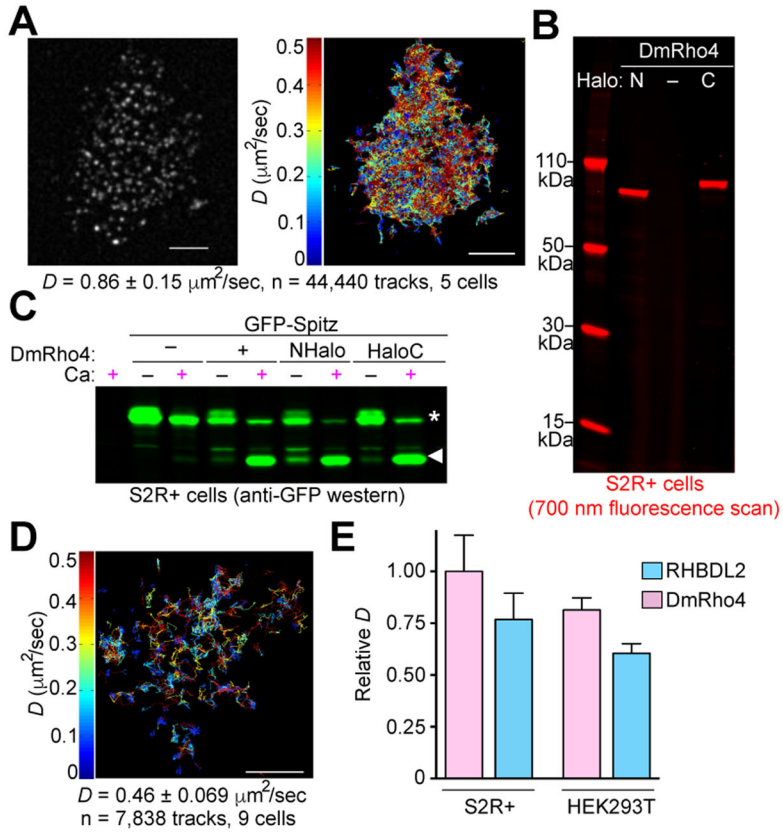 A
0.5
0.4
0.3
0.2
0.1
0
D (μm²/sec)
D = 0.86 ± 0.15 μm²/sec, n = 44,440 tracks, 5 cells
B
DmRho4
Halo: N – C
110
kDa
50
kDa
30
kDa
15
kDa
S2R+ cells
(700 nm fluorescence scan)
C
GFP-Spitz
DmRho4: – + NHalo HaloC
Ca: + – + – + – + – +
*
S2R+ cells (anti-GFP western)
D
0.5
0.4
0.3
0.2
0.1
0
D (μm²/sec)
D = 0.46 ± 0.069 μm²/sec
n = 7,838 tracks, 9 cells
E
1.00
0.75
0.50
0.25
0
Relative D
RHBDL2
DmRho4
S2R+ HEK293T